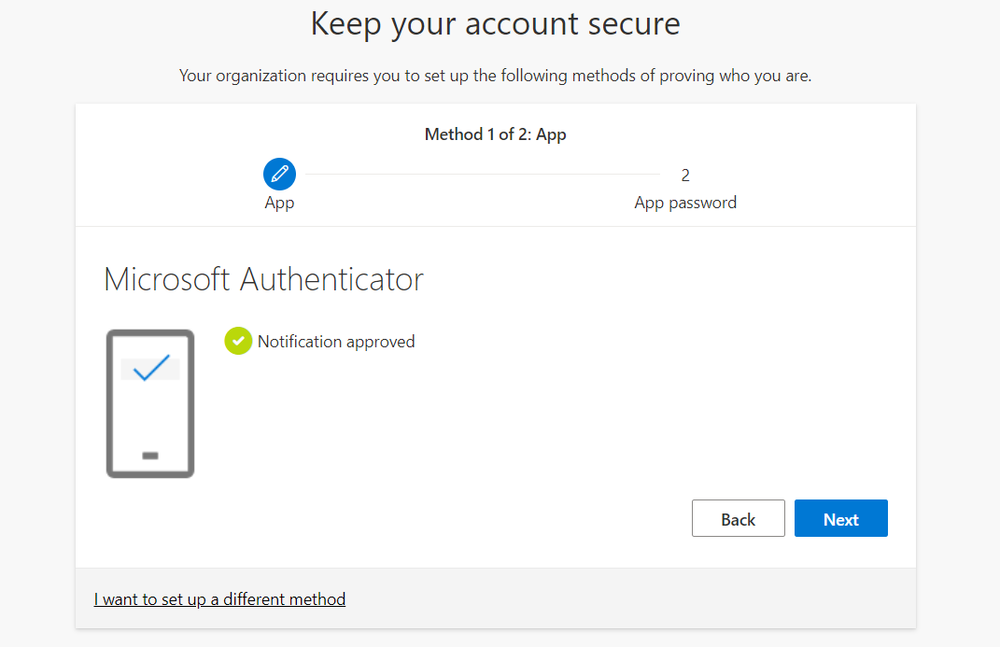 Keep your account secure
Your organization requires you to set up the following methods of proving who you are.
Method 1 of 2: App
2
App
App password
Microsoft Authenticator
Notification approved
Back
Next
I want to set up a different method